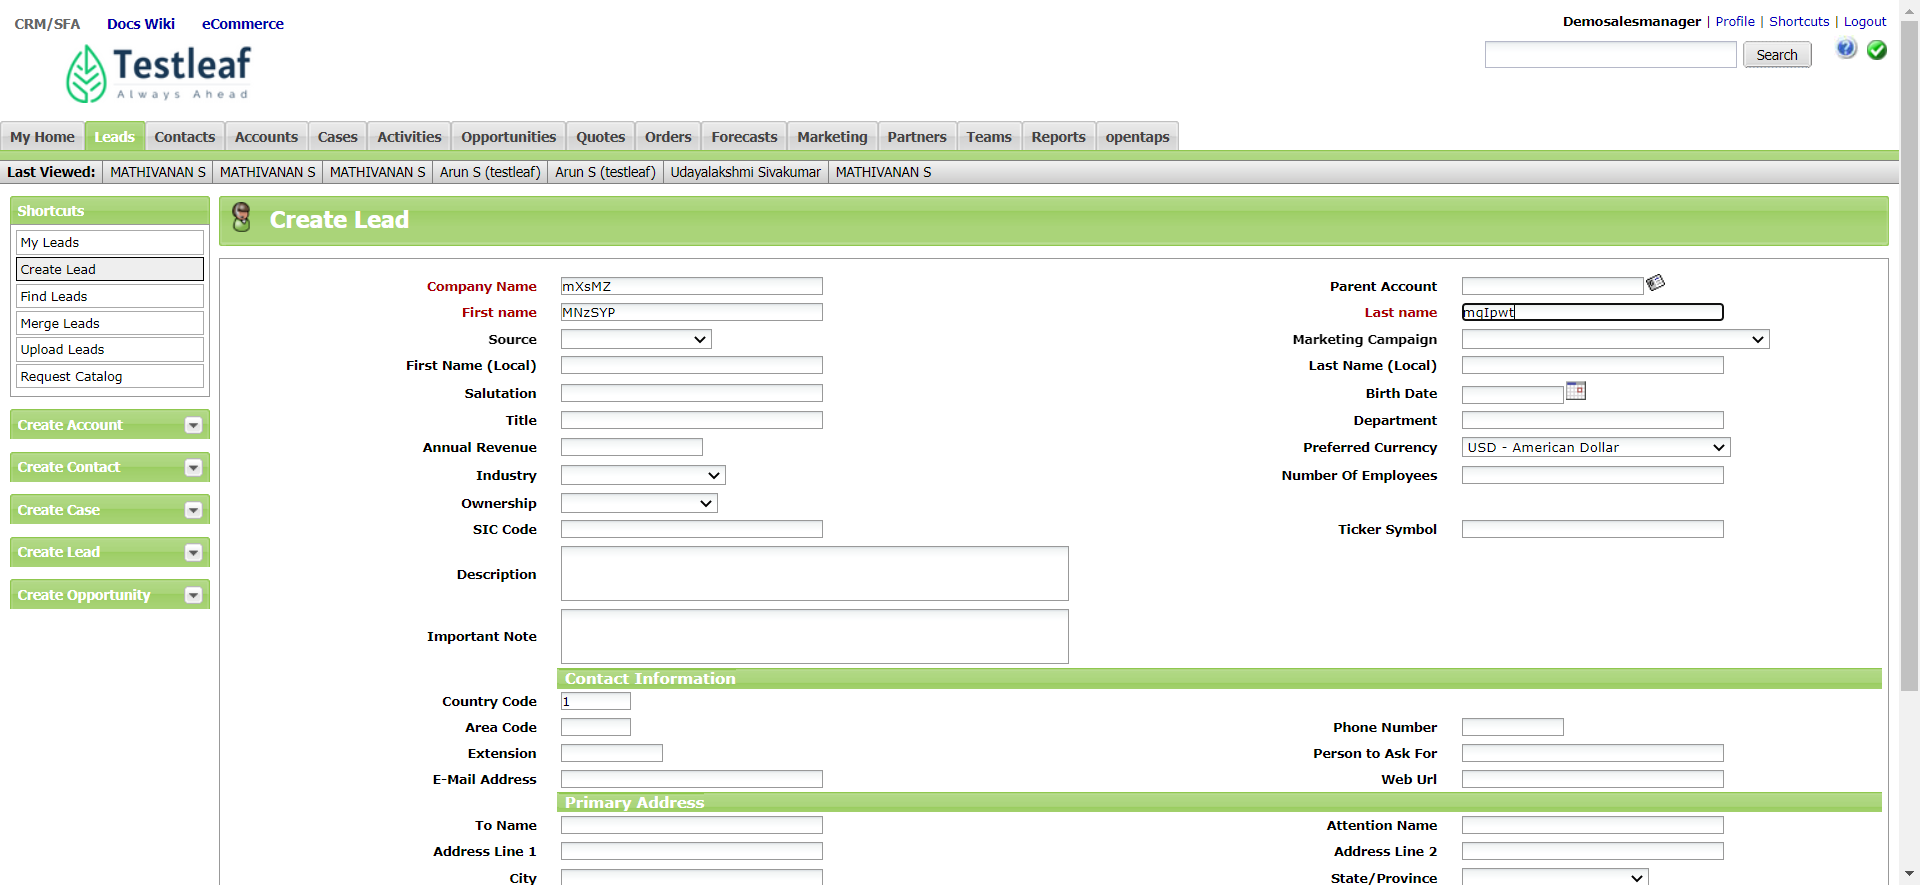 CRM/SFA Docs Wiki eCommerce
Demosalesmanager | Profile | Shortcuts | Logout
Testleaf
Always Ahead
Search
My Home Leads Contacts Accounts Cases Activities Opportunities Quotes Orders Forecasts Marketing Partners Teams Reports opentaps
Last Viewed: MATHIVANAN S MATHIVANAN S MATHIVANAN S Arun S (testleaf) Arun S (testleaf) Udayalakshmi Sivakumar MATHIVANAN S
Shortcuts
My Leads
Create Lead
Find Leads
Merge Leads
Upload Leads
Request Catalog
Create Account
Create Contact
Create Case
Create Lead
Create Opportunity
Create Lead
Company Name mXsMZ Parent Account
First name MNzSYP Last name mqIpwt
Source Marketing Campaign
First Name (Local) Last Name (Local)
Salutation Birth Date
Title Department
Annual Revenue Preferred Currency USD - American Dollar
Industry Number Of Employees
Ownership
SIC Code Ticker Symbol
Description
Important Note
Contact Information
Country Code 1
Area Code Phone Number
Extension Person to Ask For
E-Mail Address Web Url
Primary Address
To Name Attention Name
Address Line 1 Address Line 2
City State/Province